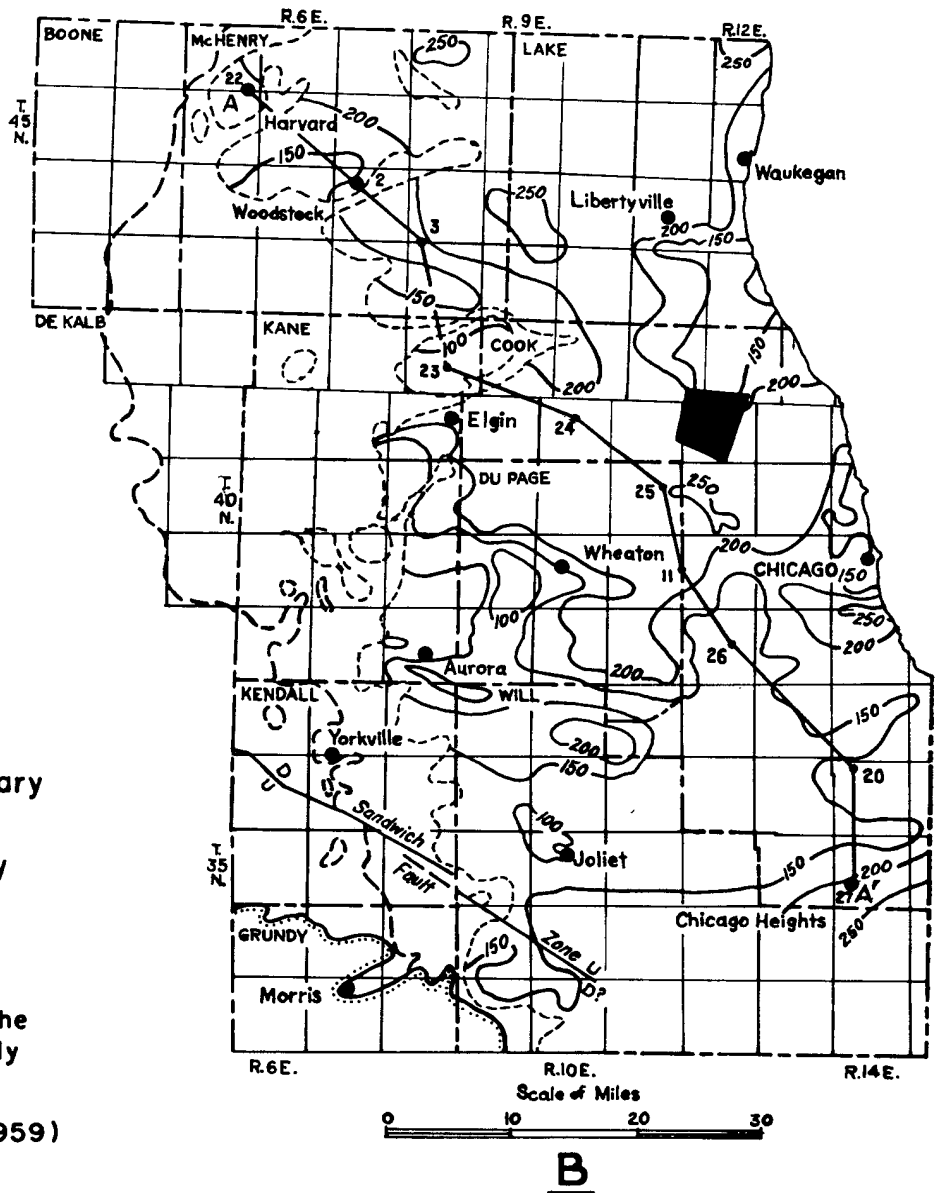 R.6E. R.9E. R.12E.
BOONE McHENRY 250 LAKE 250
22
A
T.
45
N.
Harvard 200
150 2 Waukegan
Woodstock 250 Libertyville
3 200 150
150 150
DE KALB KANE 100 COOK
23 200 200
Elgin 24
DU PAGE
T.
40
N.
25 250
Wheaton 200
11 CHICAGO 150
100 250
26 200
Aurora 200
KENDALL WILL 150
Yorkville 200
150 20
D
U
Sandwich 100
ary
T.
35
N.
Fault Joliet 150
y
200
27 A'
Chicago Heights 250
GRUNDY Zone U
150 D?
Morris
he
ly
R.6E. R.10E. R.14E.
Scale of Miles
959) 0 10 20 30
B